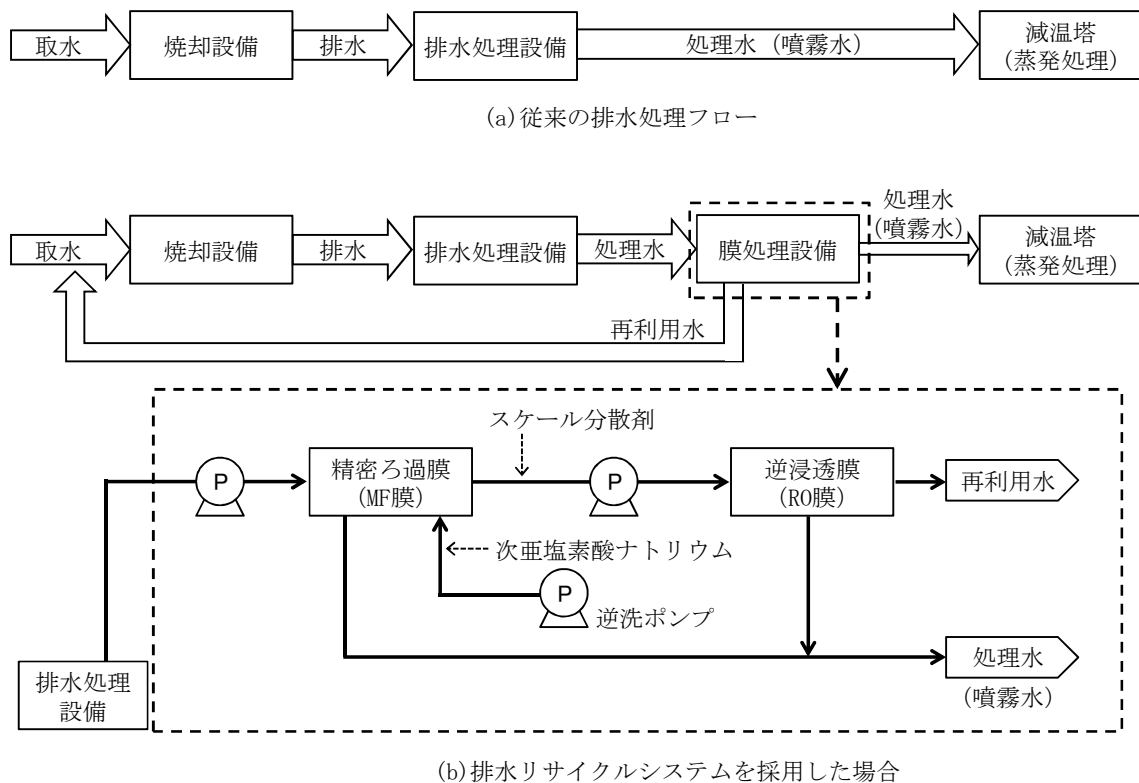 取水
焼却設備
排水
排水処理設備
処理水（噴霧水）
減温塔
(蒸発処理)
(a)従来の排水処理フロー
取水
焼却設備
排水
排水処理設備
処理水
膜処理設備
処理水
(噴霧水)
減温塔
(蒸発処理)
再利用水
スケール分散剤
P
精密ろ過膜
(MF膜)
P
逆浸透膜
(RO膜)
再利用水
次亜塩素酸ナトリウム
P
逆洗ポンプ
排水処理
設備
処理水
(噴霧水)
(b)排水リサイクルシステムを採用した場合